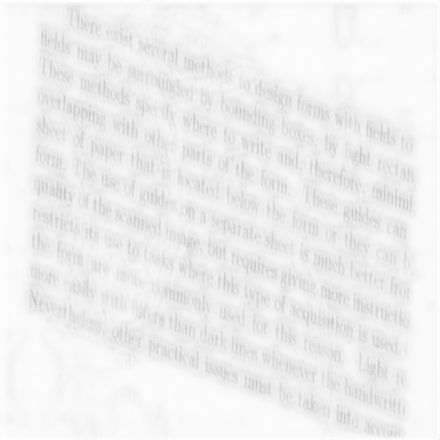 There exist several methods to design forms with fields to
fields may be surrounded by bounding boxes, by light rectan
These methods specify where to write and, therefore, minimi
overlapping with other parts of the form. These guides can
sheet of paper that is located below the form or they can b
form. The use of guides on a separate sheet is much better fro
quality of the scanned image, but requires giving more instructio
restricts its use to tasks where this type of acquisition is used.
the form are more commonly used for this reason. Light re
more easily with filters than dark lines whenever the handwritt
Nevertheless, other practical issues must be taken into accoun